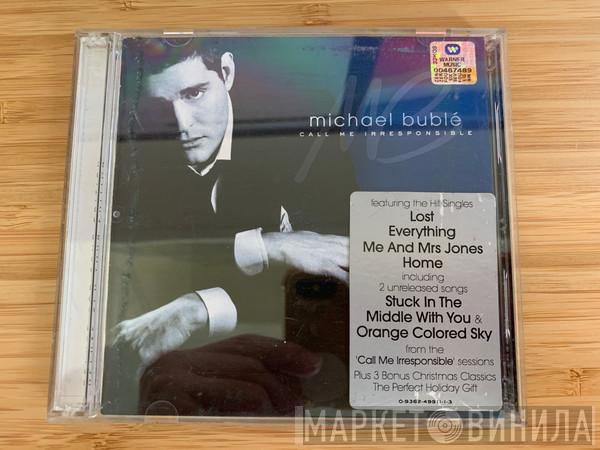 WARNER
MUSIC
00467489
michael bublé
CALL ME IRRESPONSIBLE
featuring the Hit Singles
Lost
Everything
Me And Mrs Jones
Home
including
2 unreleased songs
Stuck In The
Middle With You &
Orange Colored Sky
from the
'Call Me Irresponsible' sessions
Plus 3 Bonus Christmas Classics
The Perfect Holiday Gift
МАРКЕТ ВИНИЛА